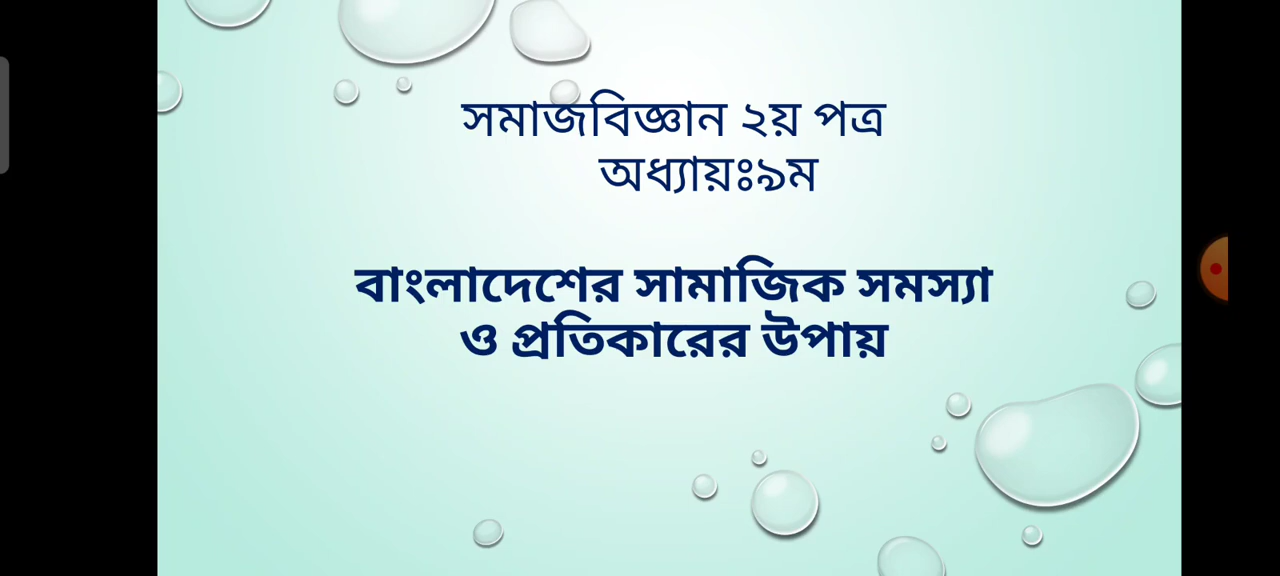 সমাজবিজ্ঞান ২য় পত্র
অধ্যায়ঃ৯ম
বাংলাদেশের সামাজিক সমস্যা
ও প্রতিকারের উপায়